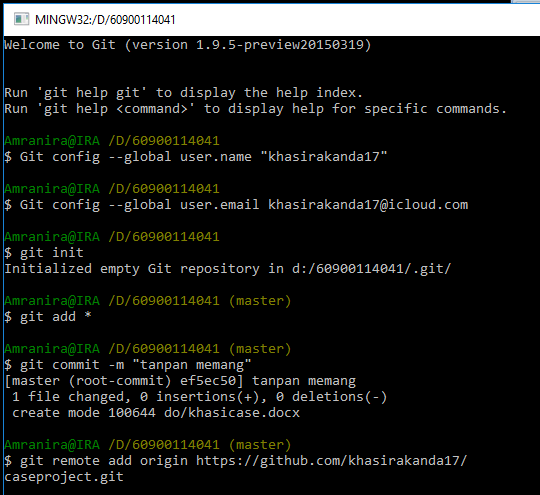 MINGW32:/D/60900114041
Welcome to Git (version 1.9.5-preview20150319)
Run 'git help git' to display the help index.
Run 'git help <command>' to display help for specific commands.
Amranira@IRA /D/60900114041
$ Git config --global user.name "khasirakanda17"
Amranira@IRA /D/60900114041
$ Git config --global user.email khasirakanda17@icloud.com
Amranira@IRA /D/60900114041
$ git init
Initialized empty Git repository in d:/60900114041/.git/
Amranira@IRA /D/60900114041 (master)
$ git add *
Amranira@IRA /D/60900114041 (master)
$ git commit -m "tanpan memang"
[master (root-commit) ef5ec50] tanpan memang
 1 file changed, 0 insertions(+), 0 deletions(-)
 create mode 100644 do/khasicase.docx
Amranira@IRA /D/60900114041 (master)
$ git remote add origin https://github.com/khasirakanda17/
caseproject.git